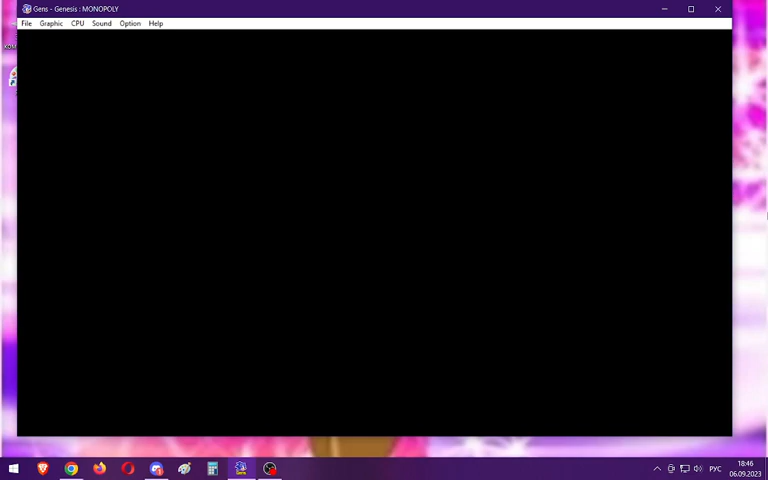 Gens - Genesis : MONOPOLY
File Graphic CPU Sound Option Help
РУС
18:46
06.09.2023